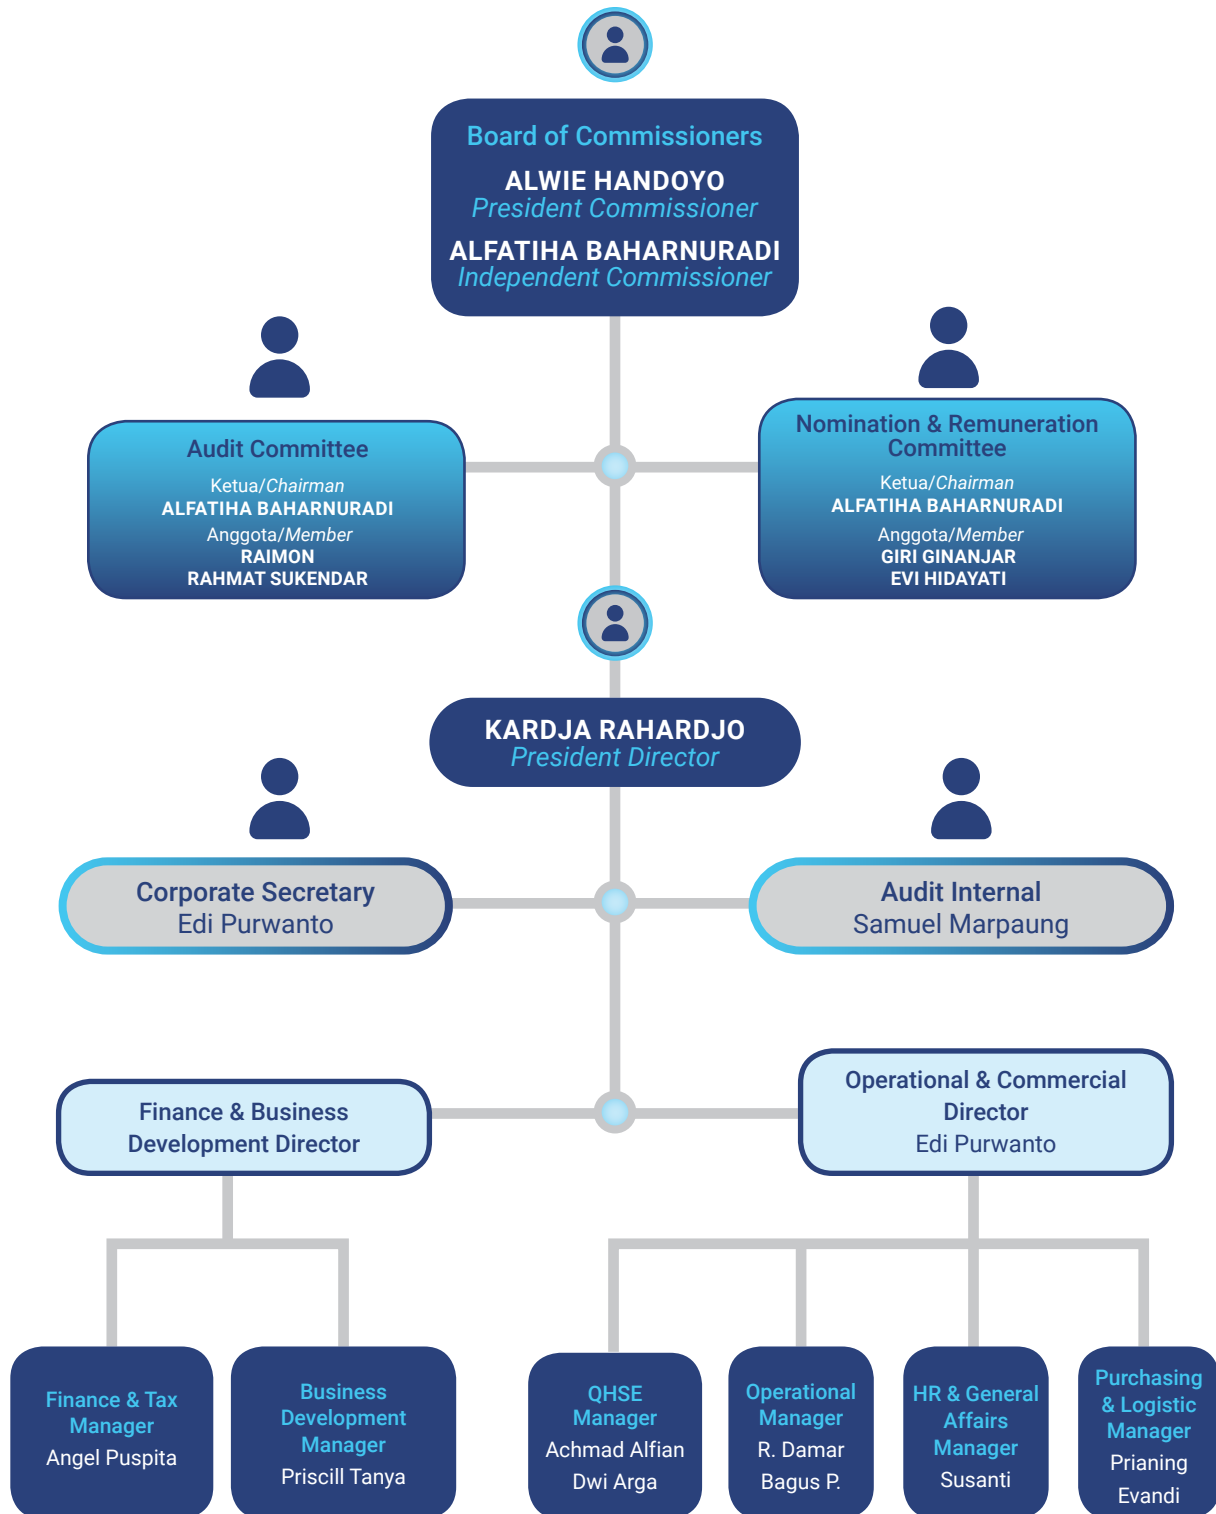 Board of Commissioners
ALWIE HANDOYO
President Commissioner
ALFATIHA BAHARNURADI
Independent Commissioner
Audit Committee
Ketua/Chairman
ALFATIHA BAHARNURADI
Anggota/Member
RAIMON
RAHMAT SUKENDAR
Nomination & Remuneration
Committee
Ketua/Chairman
ALFATIHA BAHARNURADI
Anggota/Member
GIRI GINANJAR
EVI HIDAYATI
KARDJA RAHARDJO
President Director
Corporate Secretary
Edi Purwanto
Audit Internal
Samuel Marpaung
Finance & Business
Development Director
Operational & Commercial
Director
Edi Purwanto
Finance & Tax
Manager
Angel Puspita
Business
Development
Manager
Priscill Tanya
QHSE
Manager
Achmad Alfian
Dwi Arga
Operational
Manager
R. Damar
Bagus P.
HR & General
Affairs
Manager
Susanti
Purchasing
& Logistic
Manager
Prianing
Evandi